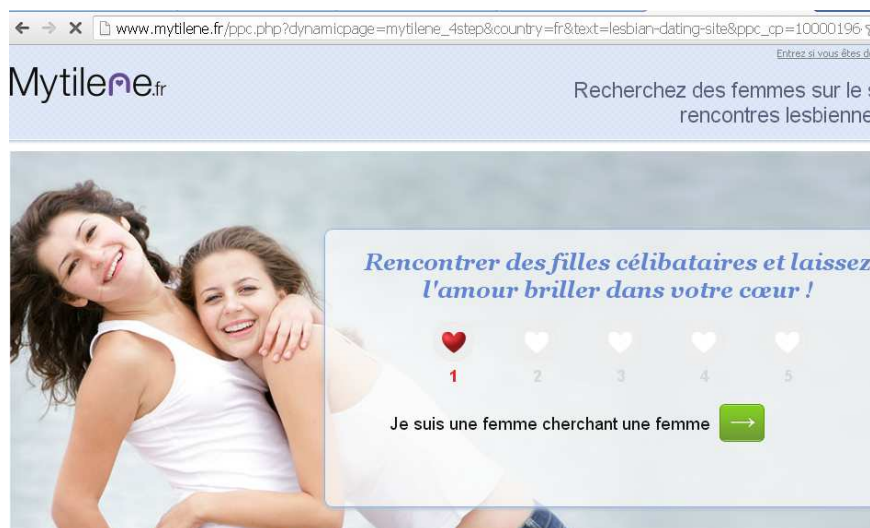 www.mytilene.fr/ppc.php?dynamicpage=mytilene_4step&country=fr&text=lesbian-dating-site&ppc_cp=10000196
Entrez si vous êtes
Mytilene.fr
Recherchez des femmes sur le
rencontres
Rencontrer des filles célibataires et laissez
l'amour briller dans votre cœur !
1 2 3 4 5
Je suis une femme cherchant une femme